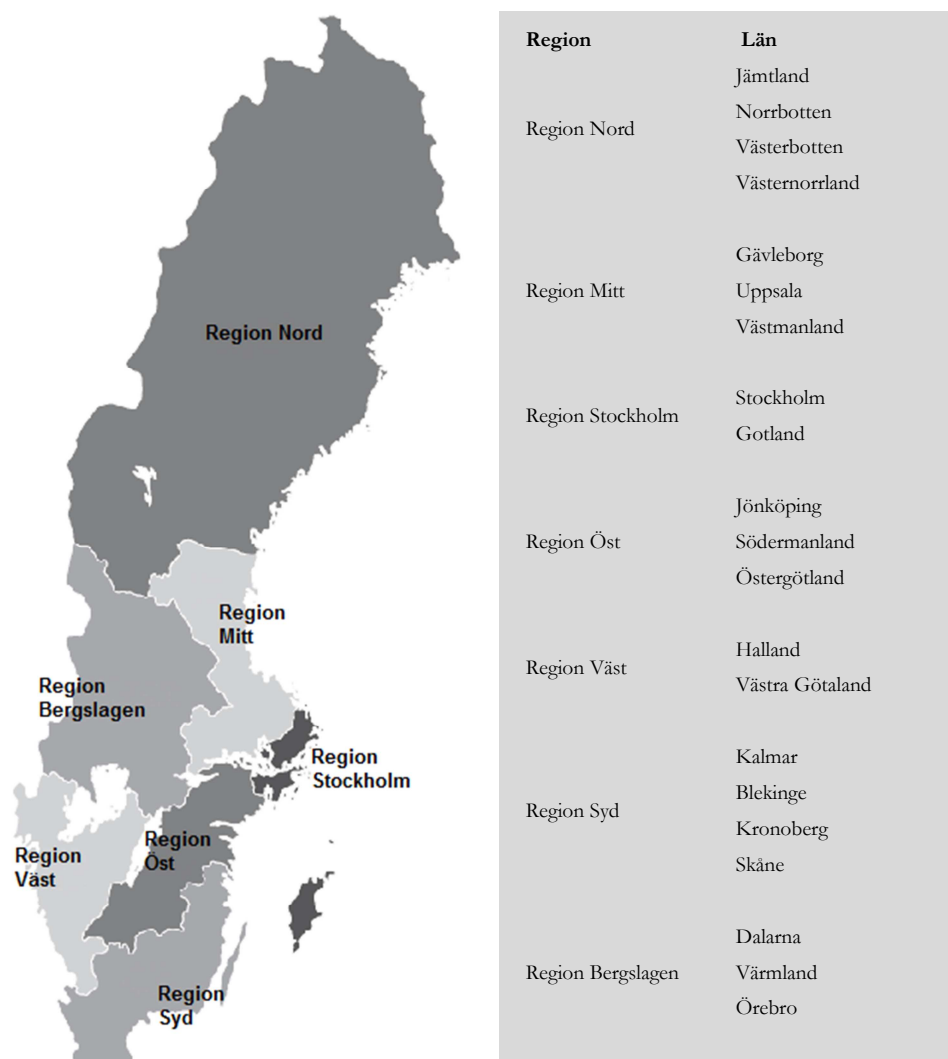 Region Nord
Region
Mitt
Region
Bergslagen
Region
Stockholm
Region
Öst
Region
Väst
Region
Syd
Region Län
Jämtland
Norrbotten
Region Nord
Västerbotten
Västernorrland
Gävleborg
Region Mitt Uppsala
Västmanland
Stockholm
Region Stockholm
Gotland
Jönköping
Region Öst Södermanland
Östergötland
Halland
Region Väst
Västra Götaland
Kalmar
Blekinge
Region Syd
Kronoberg
Skåne
Dalarna
Region Bergslagen Värmland
Örebro